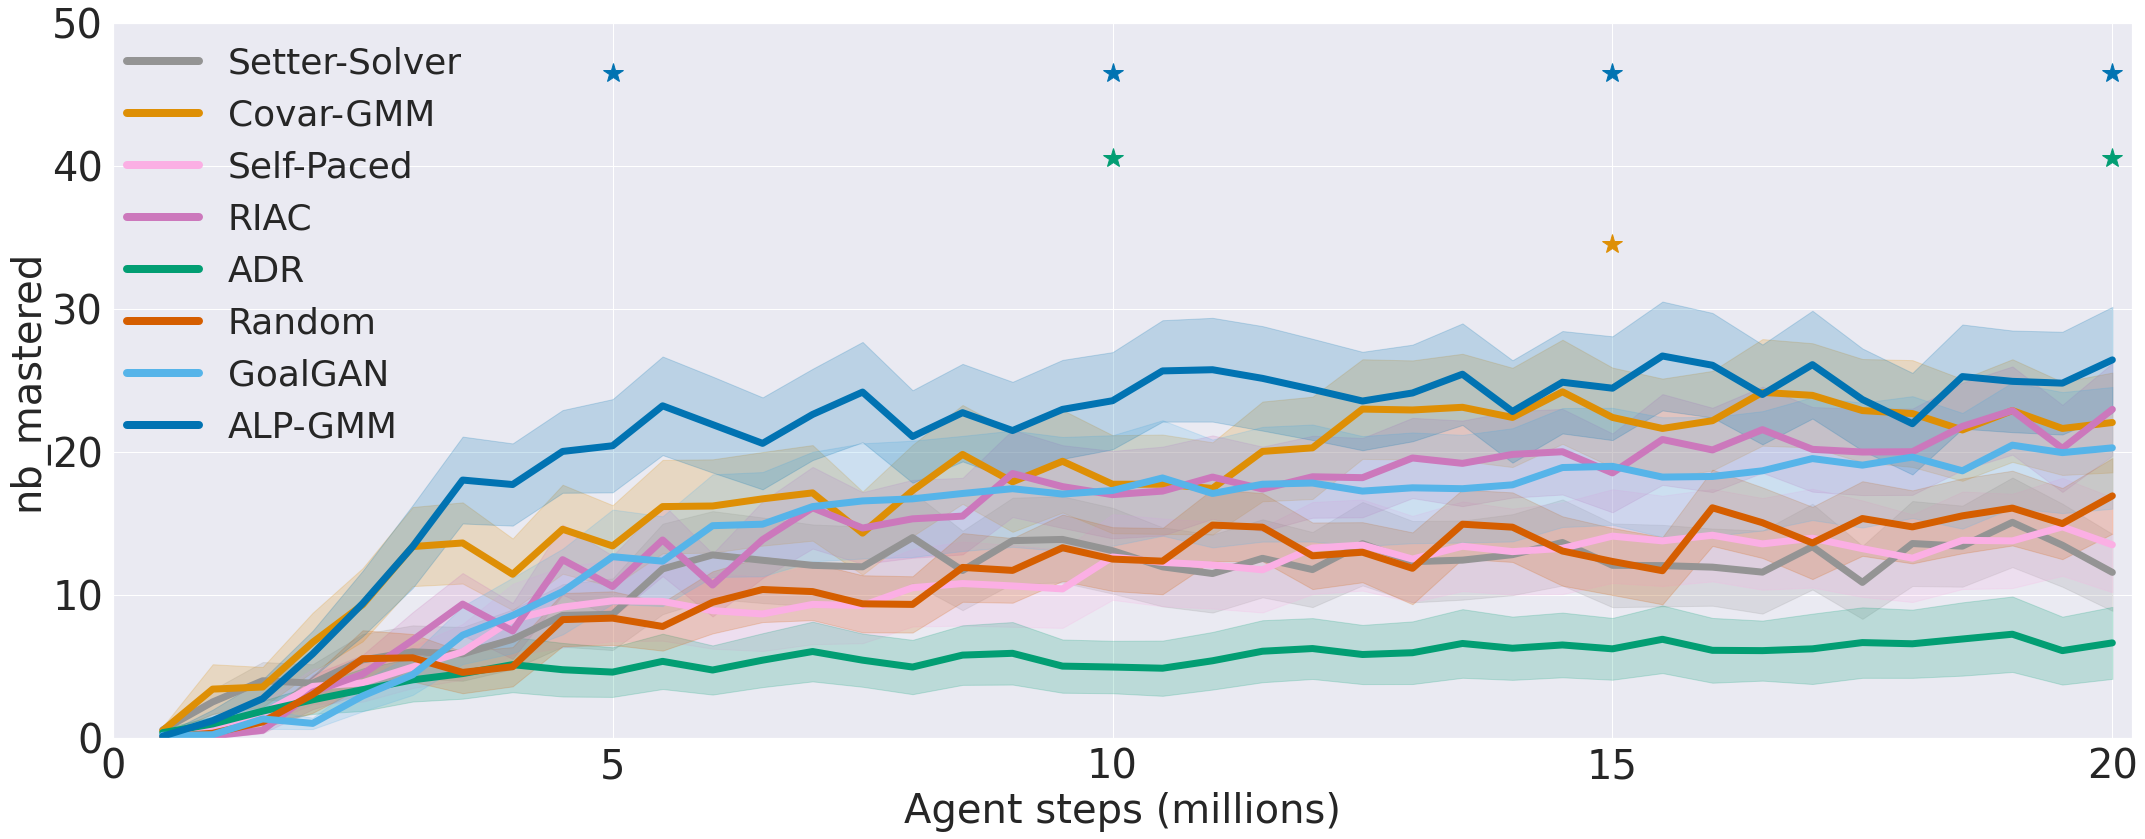 50
40
30
20
10
0
nb_mastered
Setter-Solver
Covar-GMM
Self-Paced
RIAC
ADR
Random
GoalGAN
ALP-GMM
0 5 10 15 20
Agent steps (millions)